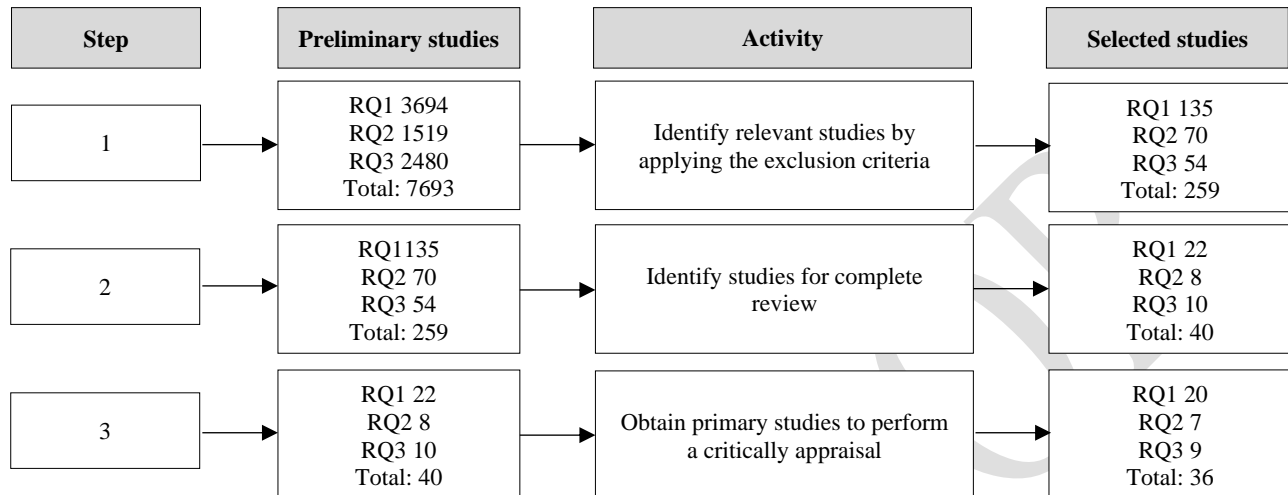 Step
Preliminary studies
Activity
Selected studies
1
RQ1 3694
RQ2 1519
RQ3 2480
Total: 7693
Identify relevant studies by
applying the exclusion criteria
RQ1 135
RQ2 70
RQ3 54
Total: 259
2
RQ1135
RQ2 70
RQ3 54
Total: 259
Identify studies for complete
review
RQ1 22
RQ2 8
RQ3 10
Total: 40
3
RQ1 22
RQ2 8
RQ3 10
Total: 40
Obtain primary studies to perform
a critically appraisal
RQ1 20
RQ2 7
RQ3 9
Total: 36